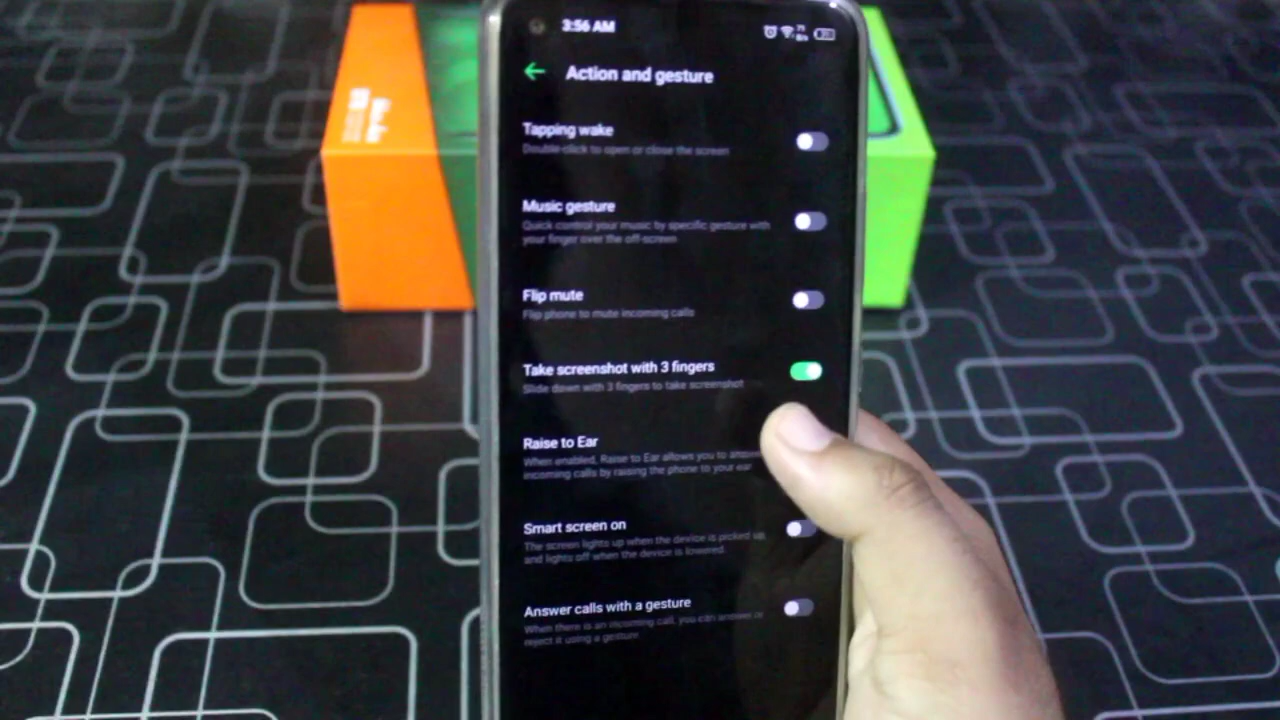 3:56 AM
Action and gesture
Tapping wake
Double-click to open or close the screen
Music gesture
Quick control your music by specific gesture with
your finger over the off-screen
Flip mute
Flip phone to mute incoming calls
Take screenshot with 3 fingers
Slide down with 3 fingers to take screenshot
Raise to Ear
When enabled, Raise to Ear allows you to
incoming calls by raising the phone to your ear
Smart screen on
The screen lights up when the device is picked up
and lights off when the device is lowered.
Answer calls with a gesture
When there is an incoming call, you can answer or
reject it using a gesture.